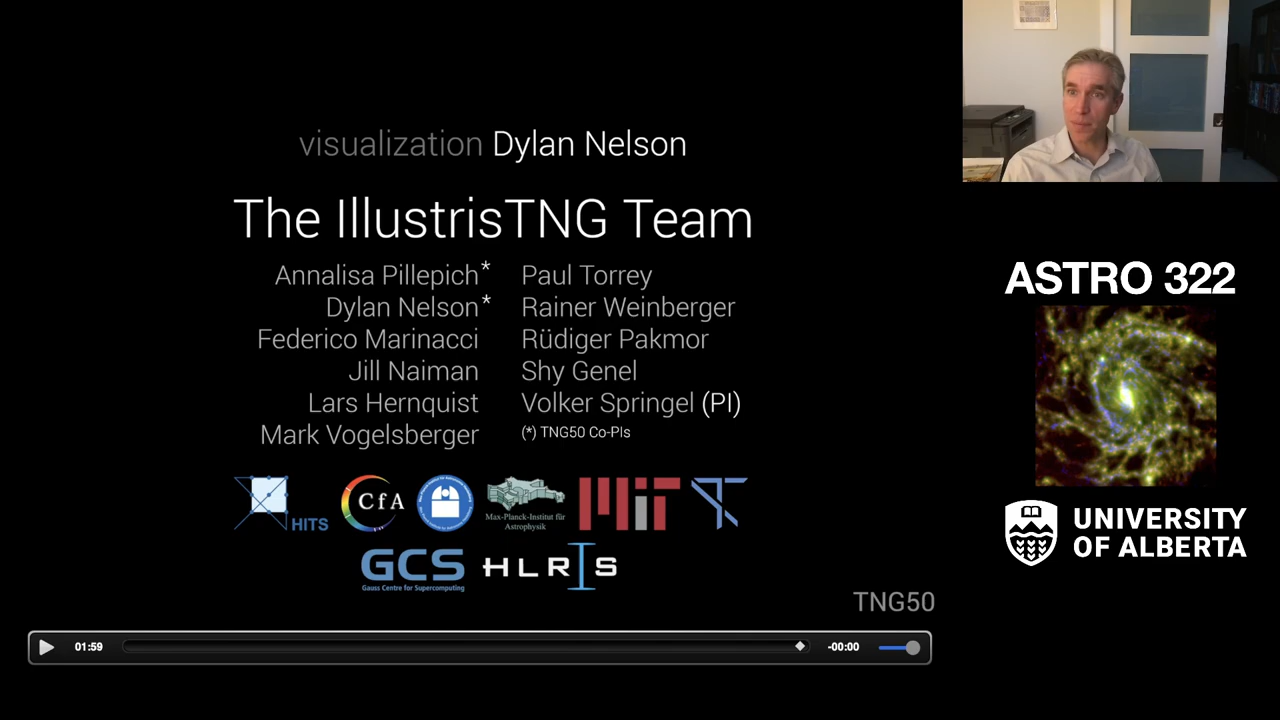 visualization Dylan Nelson
The IllustrisTNG Team
Annalisa Pillepich*
Dylan Nelson*
Federico Marinacci
Jill Naiman
Lars Hernquist
Mark Vogelsberger
Paul Torrey
Rainer Weinberger
Rüdiger Pakmor
Shy Genel
Volker Springel (PI)
(*) TNG50 Co-PIs
HITS
CfA
Max-Planck-Institut für
Astrophysik
MIT
GCS
Gauss Centre for Supercomputing
HLRIS
TNG50
01:59
-00:00
ASTRO 322
UNIVERSITY
OF ALBERTA